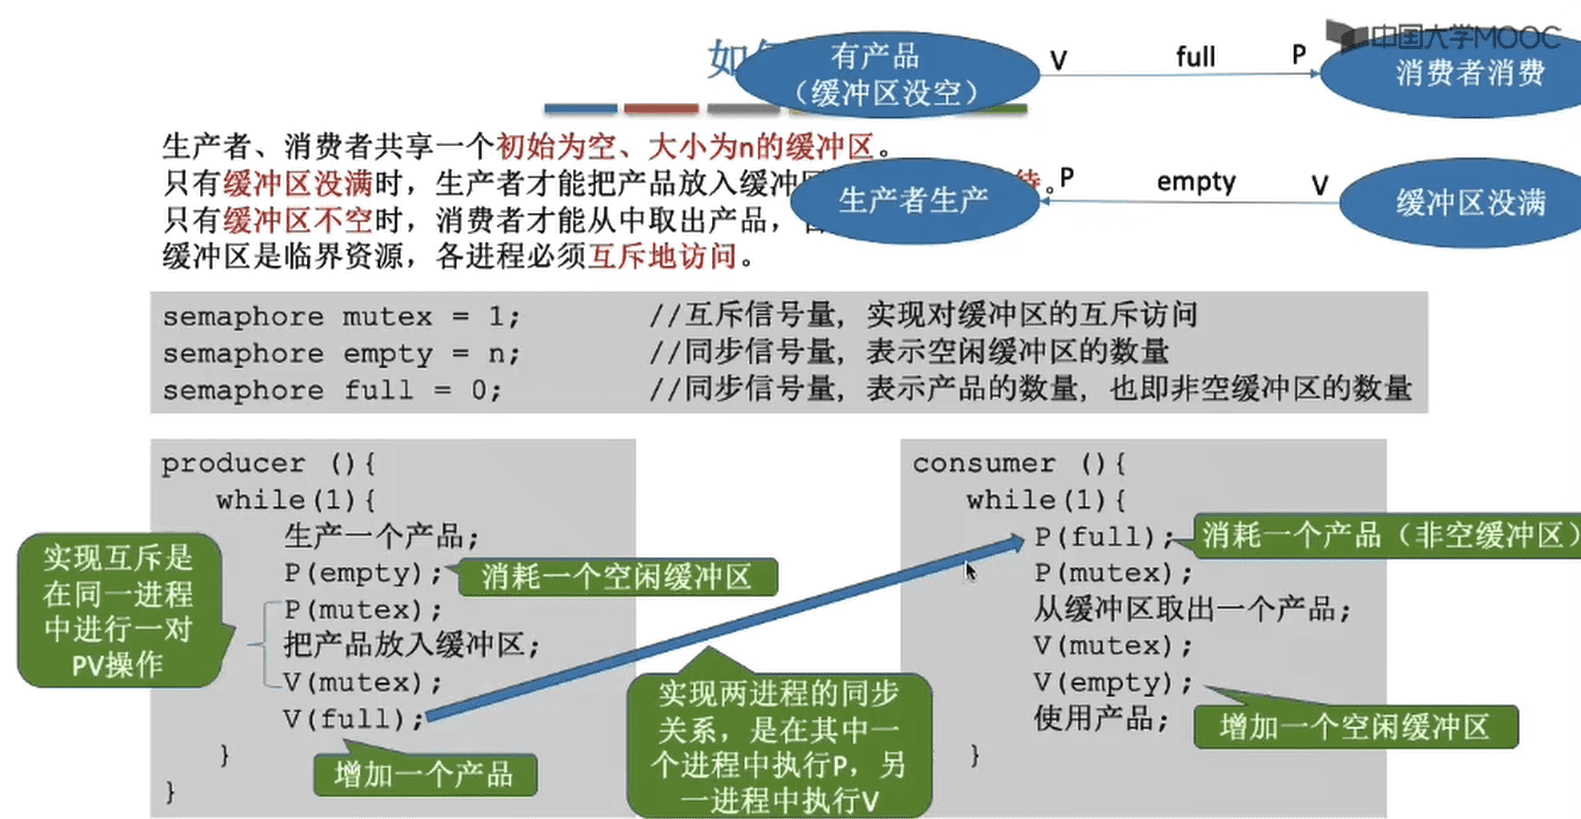 中国大学MOOC
如
有产品
（缓冲区没空）
V full P
消费者消费
生产者、消费者共享一个初始为空、大小为n的缓冲区。
只有缓冲区没满时，生产者才能把产品放入缓冲区
待。
生产者生产
P empty V
缓冲区没满
只有缓冲区不空时，消费者才能从中取出产品，
缓冲区是临界资源，各进程必须互斥地访问。
semaphore mutex = 1; //互斥信号量，实现对缓冲区的互斥访问
semaphore empty = n; //同步信号量，表示空闲缓冲区的数量
semaphore full = 0; //同步信号量，表示产品的数量，也即非空缓冲区的数量
producer (){
while(1){
生产一个产品;
P(empty);
消耗一个空闲缓冲区
P(mutex);
把产品放入缓冲区;
V(mutex);
V(full);
增加一个产品
}
}
实现互斥是
在同一进程
中进行一对
PV操作
实现两进程的同步
关系，是在其中一
个进程中执行P，另
一进程中执行V
consumer (){
while(1){
P(full);
消耗一个产品（非空缓冲区）
P(mutex);
从缓冲区取出一个产品;
V(mutex);
V(empty);
增加一个空闲缓冲区
使用产品;
}